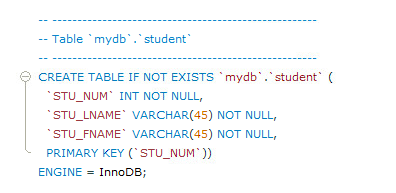 -- -----------------------------------------------------
-- Table `mydb`.`student`
-- -----------------------------------------------------
CREATE TABLE IF NOT EXISTS `mydb`.`student` (
`STU_NUM` INT NOT NULL,
`STU_LNAME` VARCHAR(45) NOT NULL,
`STU_FNAME` VARCHAR(45) NOT NULL,
PRIMARY KEY (`STU_NUM`))
ENGINE = InnoDB;